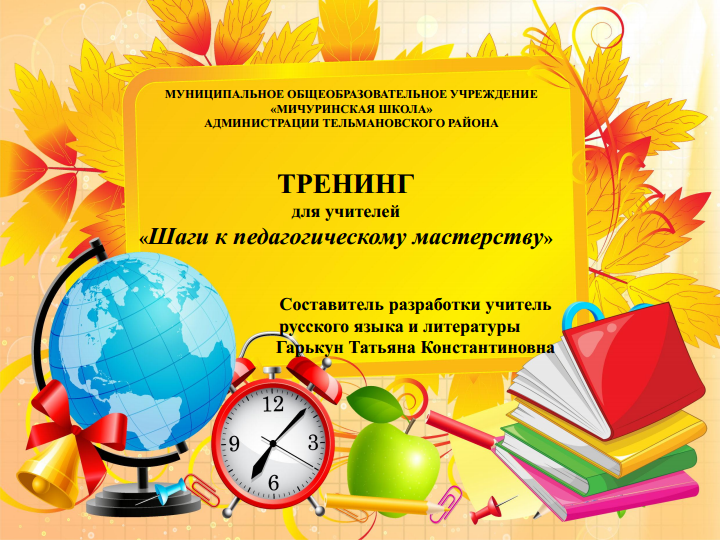 МУНИЦИПАЛЬНОЕ ОБЩЕОБРАЗОВАТЕЛЬНОЕ УЧРЕЖДЕНИЕ
«МИЧУРИНСКАЯ ШКОЛА»
АДМИНИСТРАЦИИ ТЕЛЬМАНОВСКОГО РАЙОНА
ТРЕНИНГ
для учителей
«Шаги к педагогическому мастерству»
Составитель разработки учитель
русского языка и литературы
Гарькун Татьяна Константиновна
12
9
3
6